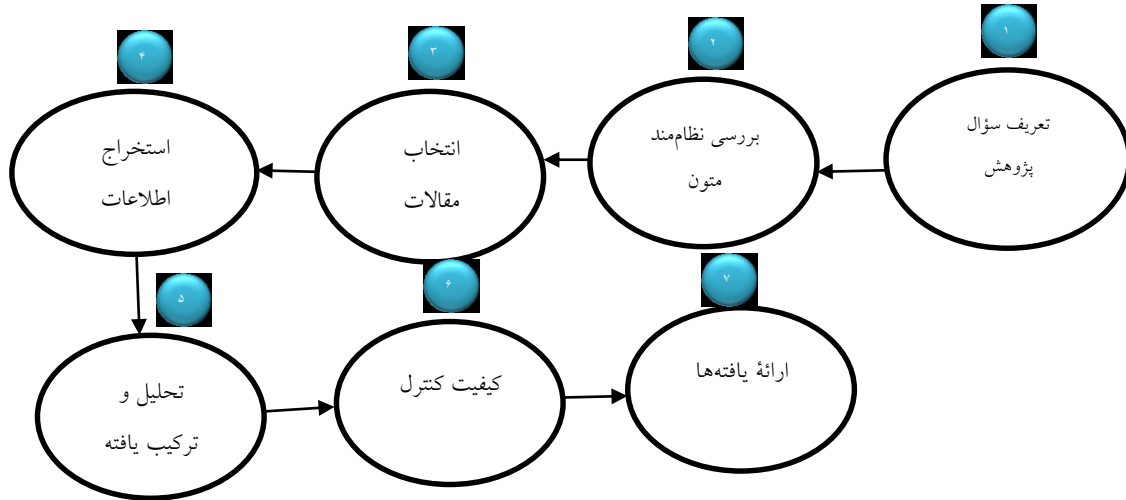 ۱
تعریف سؤال
پژوهش
۲
بررسی نظام‌مند
متون
۳
انتخاب
مقالات
۴
استخراج
اطلاعات
۵
تحلیل و
ترکیب یافته
۶
کیفیت کنترل
۷
ارائهٔ یافته‌ها